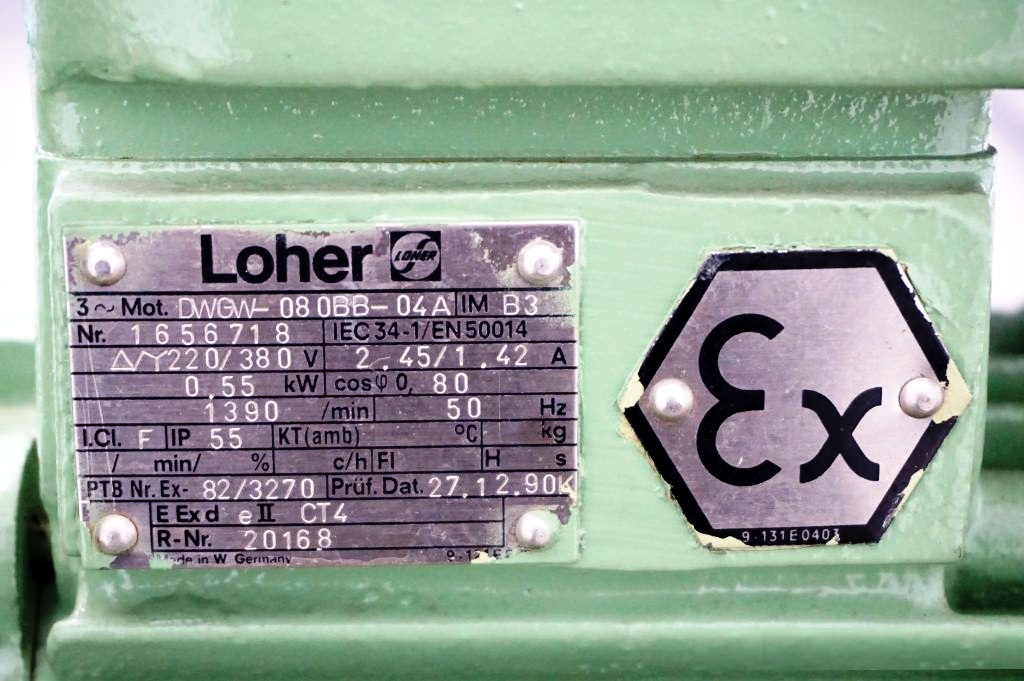 Loher LOHER
3~ Mot. DWGW-080BB-04A IM B3
Nr. 1656718 IEC 34-1/EN 50014
△/Y 220/380 V 2.45/1.42 A
0,55 kW cosφ 0,80
1390 /min 50 Hz
I.Cl. F IP 55 KT(amb) °C kg
/ min/ % c/h FI H s
PTB Nr. Ex- 82/3270 Prüf. Dat. 27.12.90K
E Ex d e II CT4
R-Nr. 20168
Made in W. Germany
εx
9-131E0403